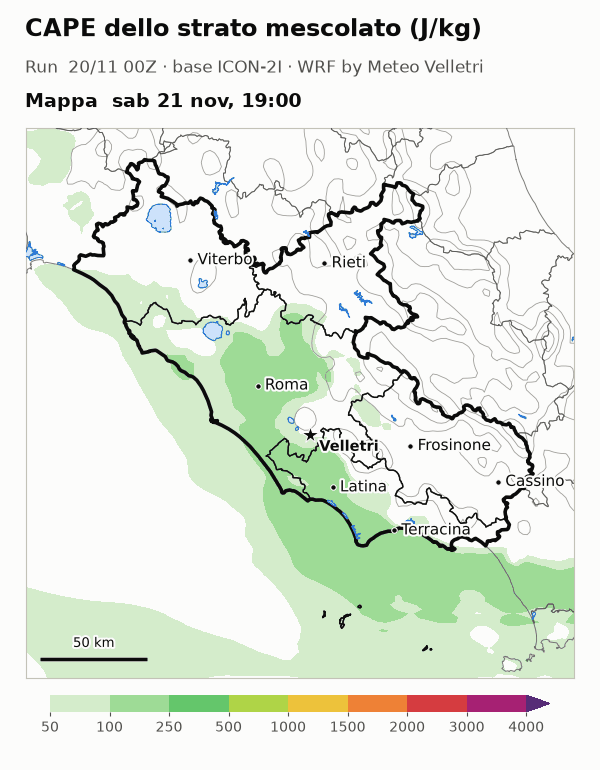 CAPE dello strato mescolato (J/kg)
Run  20/11 00Z · base ICON-2I · WRF by Meteo Velletri
Mappa  sab 21 nov, 19:00
Viterbo
Rieti
Roma
Velletri
Frosinone
Cassino
Latina
Terracina
50 km
50 100 250 500 1000 1500 2000 3000 4000